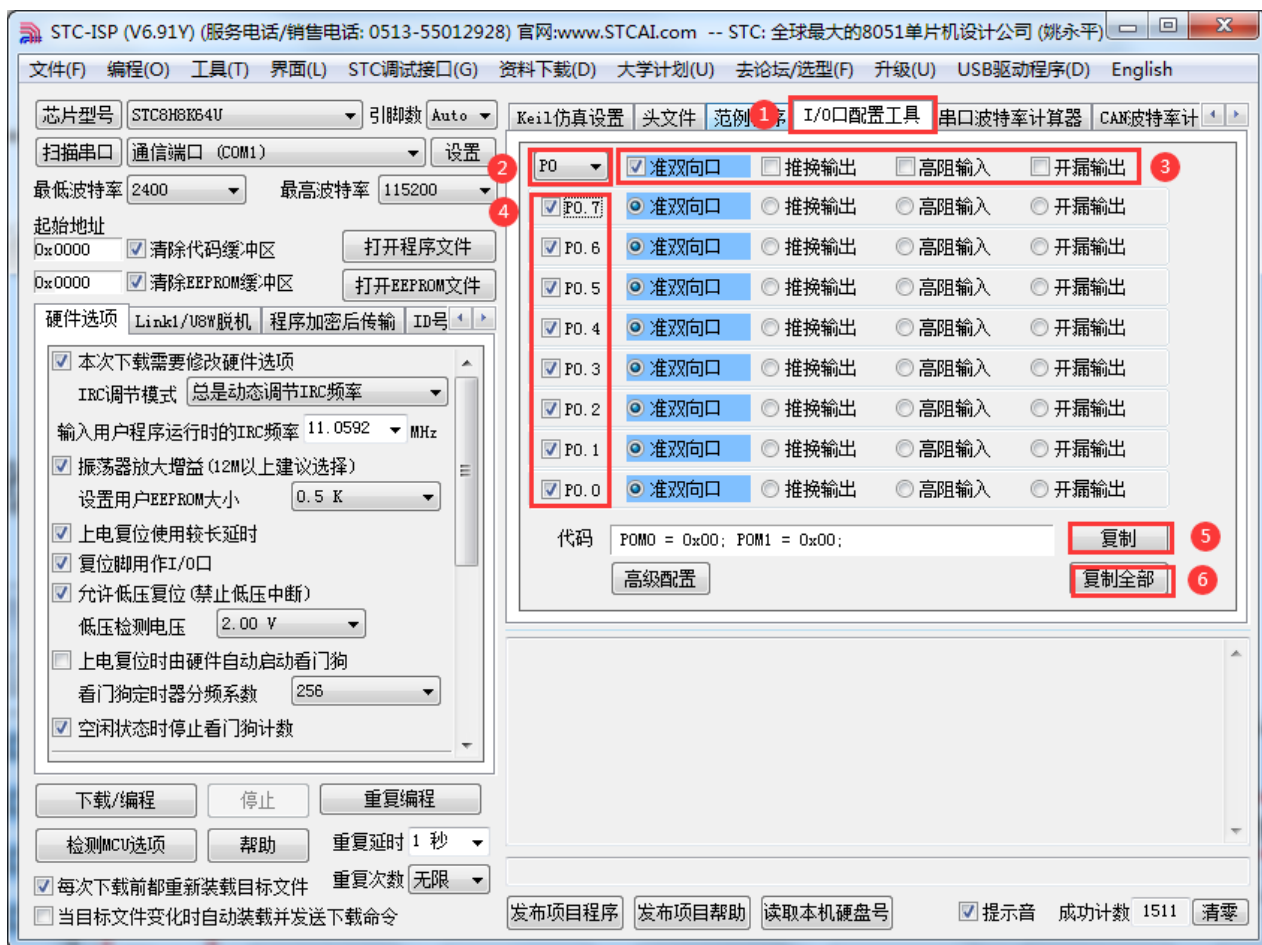 STC-ISP (V6.91Y) (服务电话/销售电话: 0513-55012928) 官网:www.STCAI.com -- STC: 全球最大的8051单片机设计公司 (姚永平)
文件(F) 编程(O) 工具(T) 界面(L) STC调试接口(G) 资料下载(D) 大学计划(U) 去论坛/选型(F) 升级(U) USB驱动程序(D) English
芯片型号 STC8H8K64U 引脚数 Auto
扫描串口 通信端口 (COM1) 设置
最低波特率 2400 最高波特率 115200
起始地址
0x0000 清除代码缓冲区 打开程序文件
0x0000 清除EEPROM缓冲区 打开EEPROM文件
硬件选项 Link1/U8W脱机 程序加密后传输 ID号
本次下载需要修改硬件选项
IRC调节模式 总是动态调节IRC频率
输入用户程序运行时的IRC频率 11.0592 MHz
振荡器放大增益(12M以上建议选择)
设置用户EEPROM大小 0.5 K
上电复位使用较长延时
复位脚用作I/O口
允许低压复位(禁止低压中断)
低压检测电压 2.00 V
上电复位时由硬件自动启动看门狗
看门狗定时器分频系数 256
空闲状态时停止看门狗计数
下载/编程 停止 重复编程
检测MCU选项 帮助 重复延时 1 秒
每次下载前都重新装载目标文件 重复次数 无限
当目标文件变化时自动装载并发送下载命令
Keil仿真设置 头文件 范例 1 序 I/O口配置工具 串口波特率计算器 CAN波特率计
2 P0 准双向口 推挽输出 高阻输入 开漏输出 3
4 P0.7 准双向口 推挽输出 高阻输入 开漏输出
P0.6 准双向口 推挽输出 高阻输入 开漏输出
P0.5 准双向口 推挽输出 高阻输入 开漏输出
P0.4 准双向口 推挽输出 高阻输入 开漏输出
P0.3 准双向口 推挽输出 高阻输入 开漏输出
P0.2 准双向口 推挽输出 高阻输入 开漏输出
P0.1 准双向口 推挽输出 高阻输入 开漏输出
P0.0 准双向口 推挽输出 高阻输入 开漏输出
代码 P0M0 = 0x00; P0M1 = 0x00; 复制 5
高级配置 复制全部 6
发布项目程序 发布项目帮助 读取本机硬盘号 提示音 成功计数 1511 清零